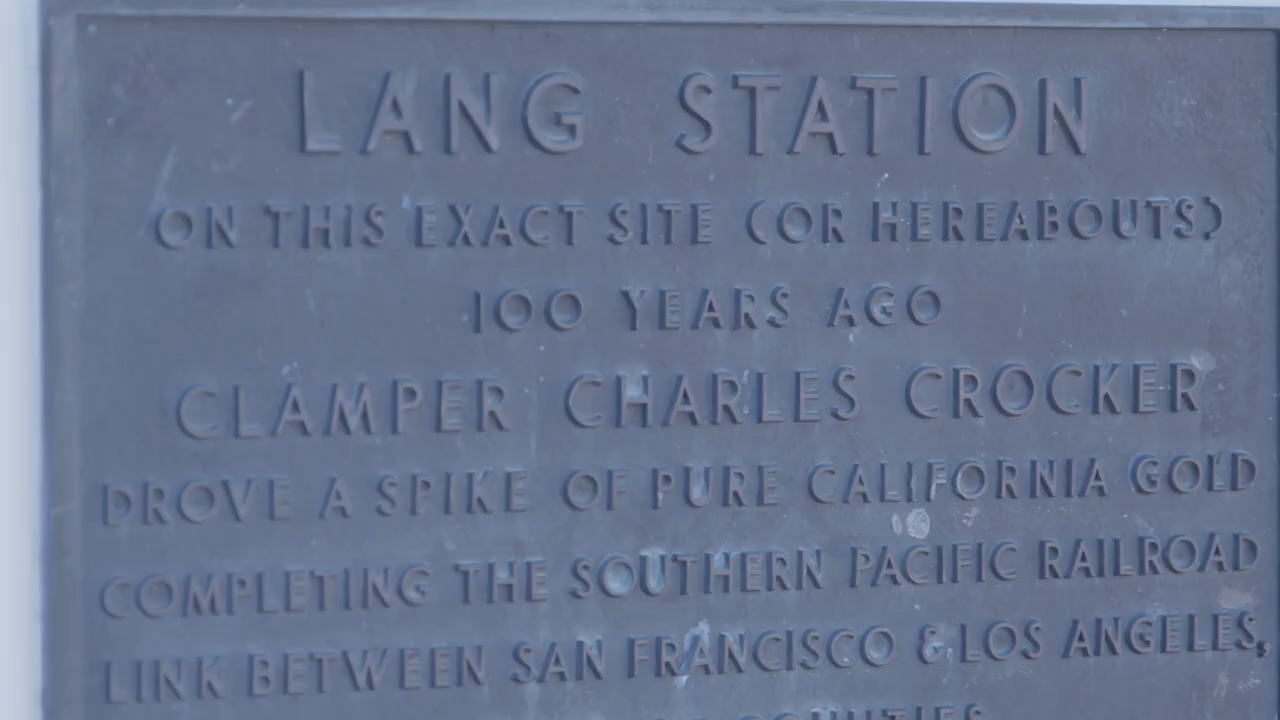 LANG STATION
ON THIS EXACT SITE (OR HEREABOUTS)
100 YEARS AGO
CLAMPER CHARLES CROCKER
DROVE A SPIKE OF PURE CALIFORNIA GOLD
COMPLETING THE SOUTHERN PACIFIC RAILROAD
LINK BETWEEN SAN FRANCISCO & LOS ANGELES,
COUNTIES